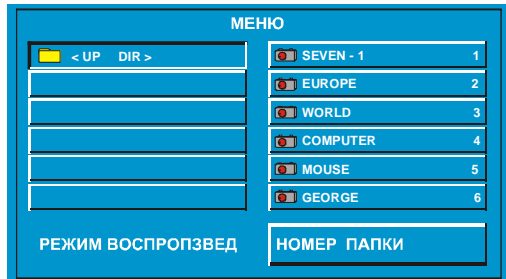 МЕНЮ
< UP DIR >
SEVEN - 1 1
EUROPE 2
WORLD 3
COMPUTER 4
MOUSE 5
GEORGE 6
РЕЖИМ ВОСПРОПЗВЕД
НОМЕР ПАПКИ